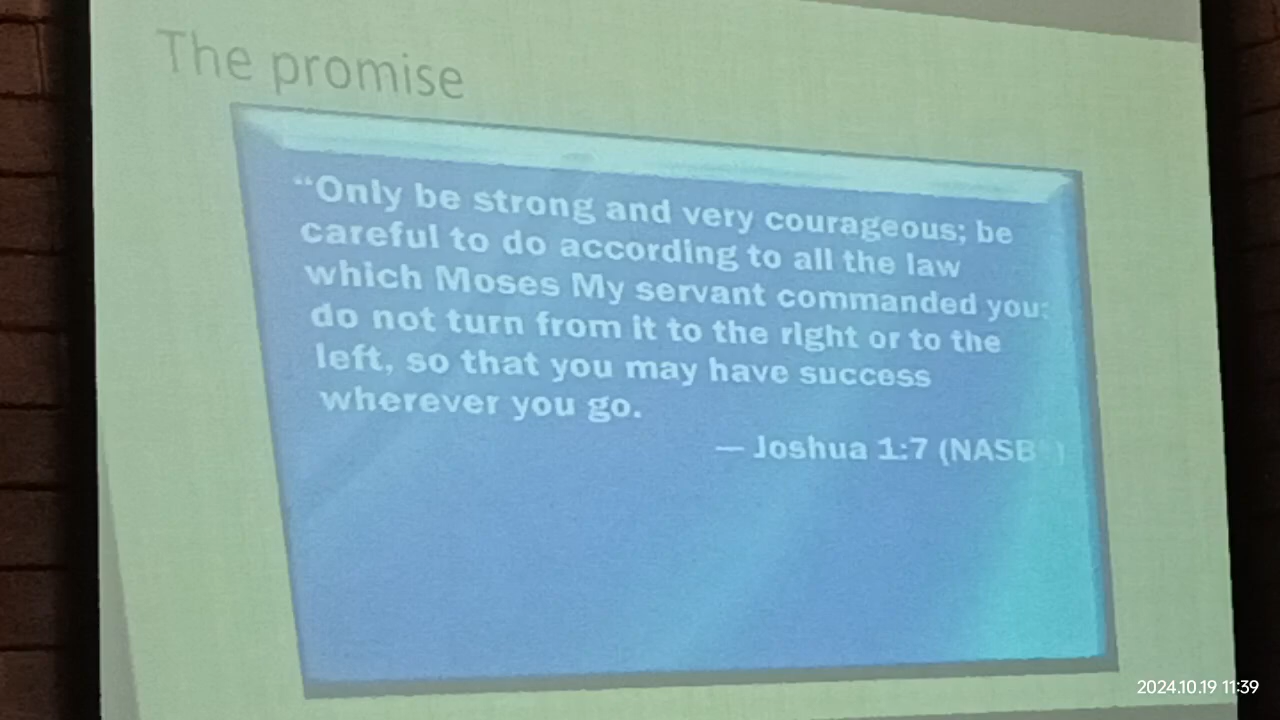 The promise
“Only be strong and very courageous; be
careful to do according to all the law
which Moses My servant commanded you;
do not turn from it to the right or to the
left, so that you may have success
wherever you go.
— Joshua 1:7 (NASB®)
2024.10.19 11:39